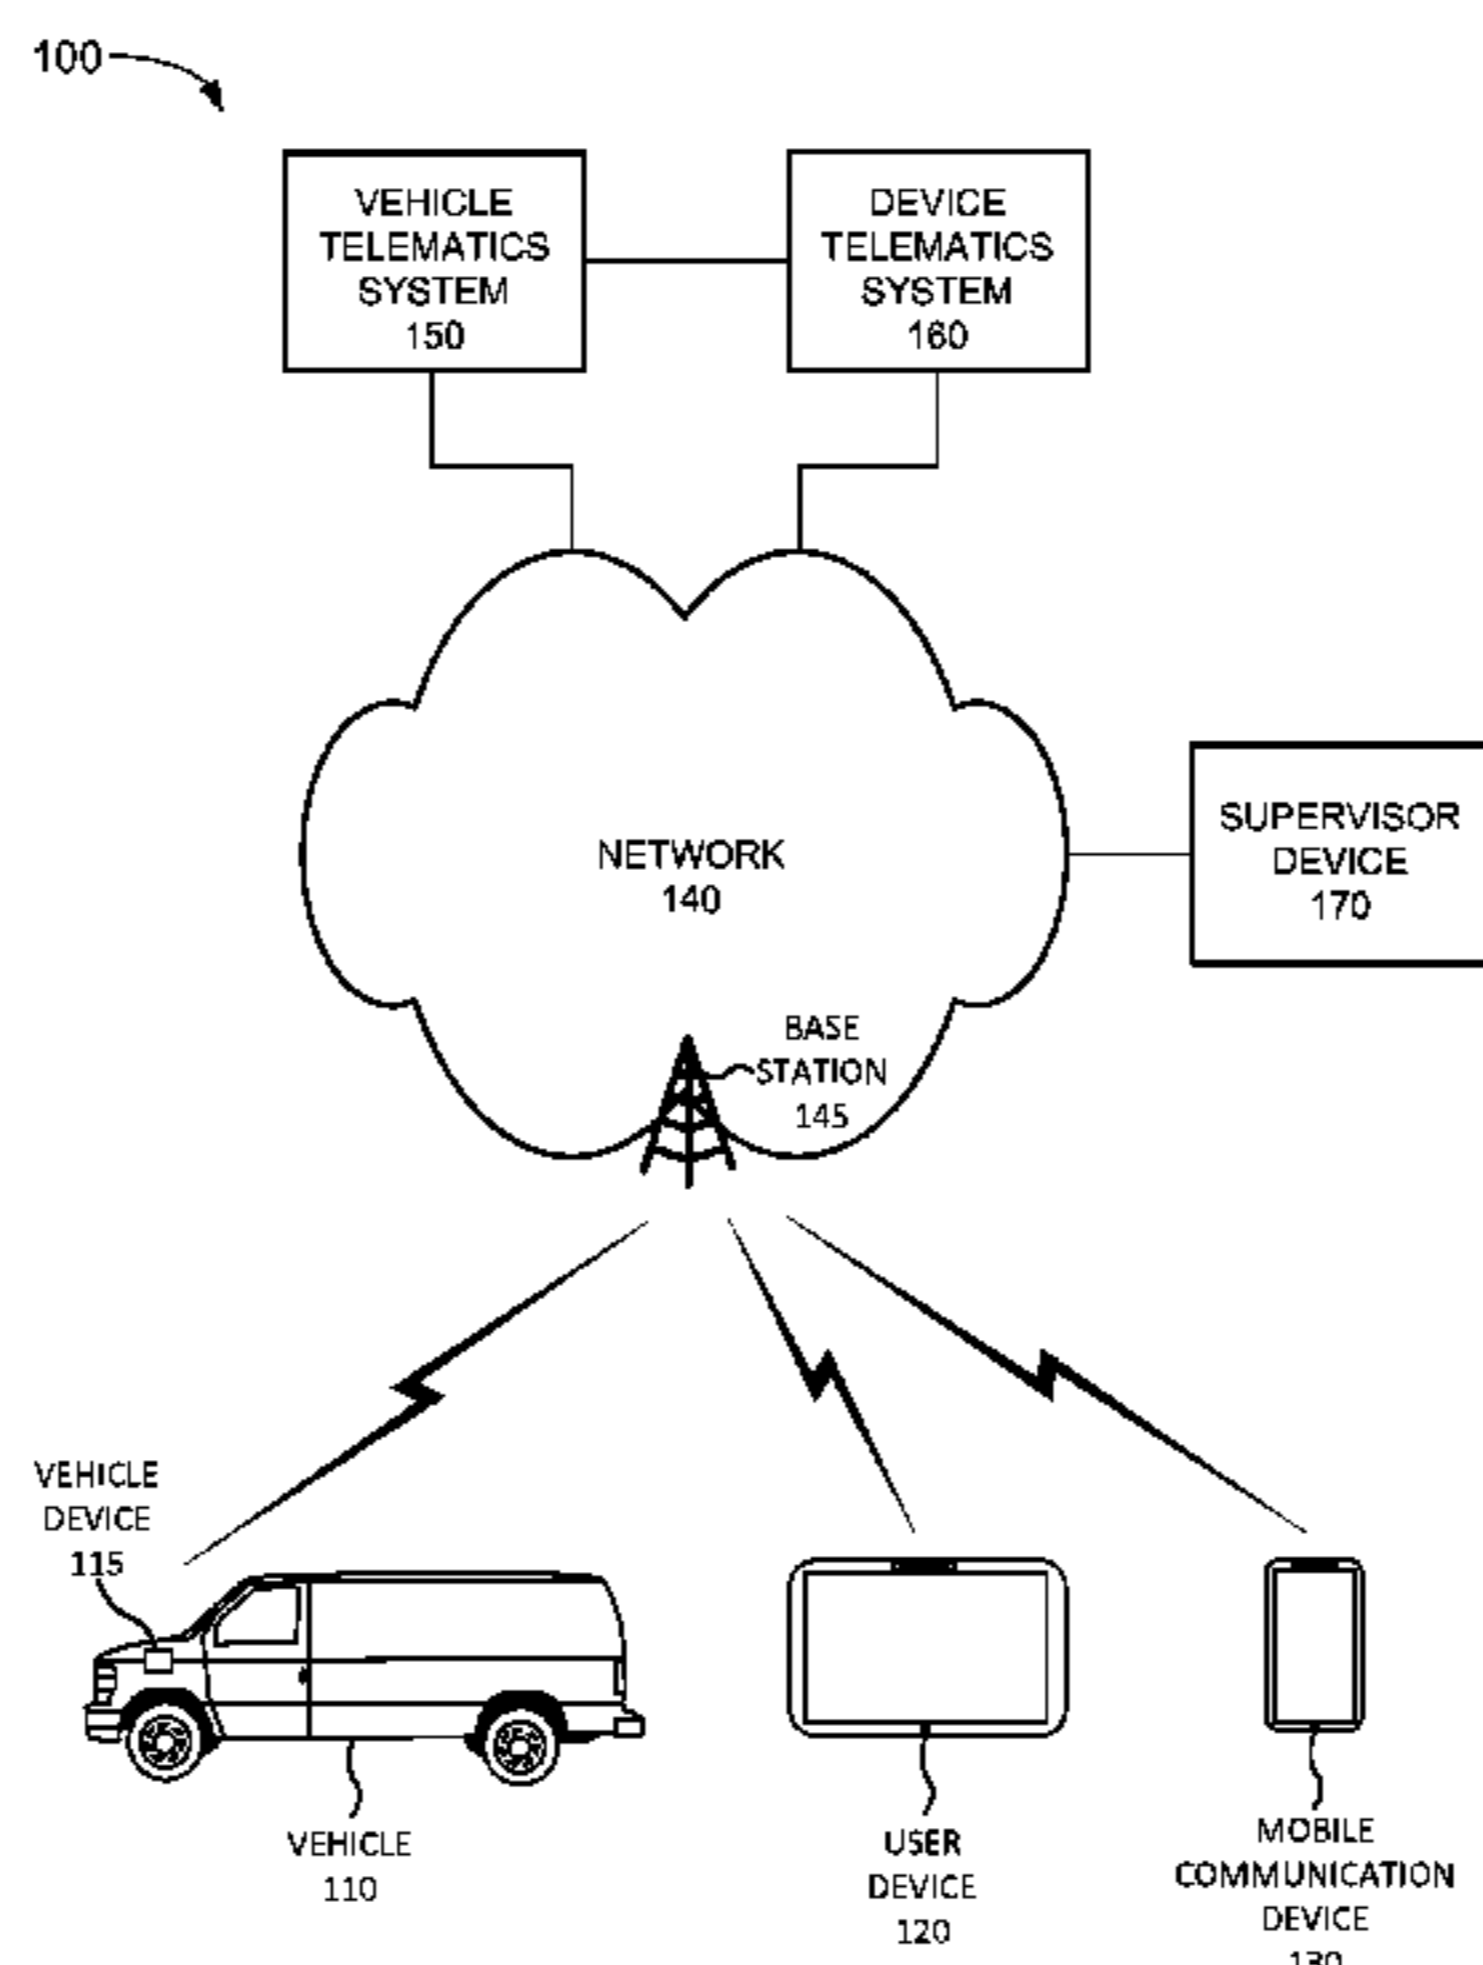 100
VEHICLE
TELEMATICS
SYSTEM
150
DEVICE
TELEMATICS
SYSTEM
160
NETWORK
140
SUPERVISOR
DEVICE
170
BASE
STATION
145
VEHICLE
DEVICE
115
VEHICLE
110
USER
DEVICE
120
MOBILE
COMMUNICATION
DEVICE
130